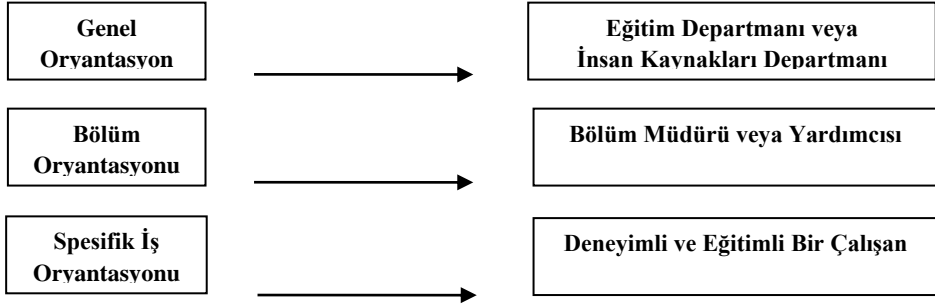 Genel
Oryantasyon
Eğitim Departmanı veya
İnsan Kaynakları Departmanı
Bölüm
Oryantasyonu
Bölüm Müdürü veya Yardımcısı
Spesifik İş
Oryantasyonu
Deneyimli ve Eğitimli Bir Çalışan